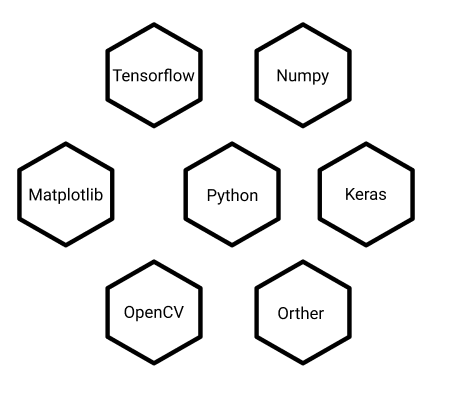 Tensorflow
Numpy
Matplotlib
Python
Keras
OpenCV
Orther